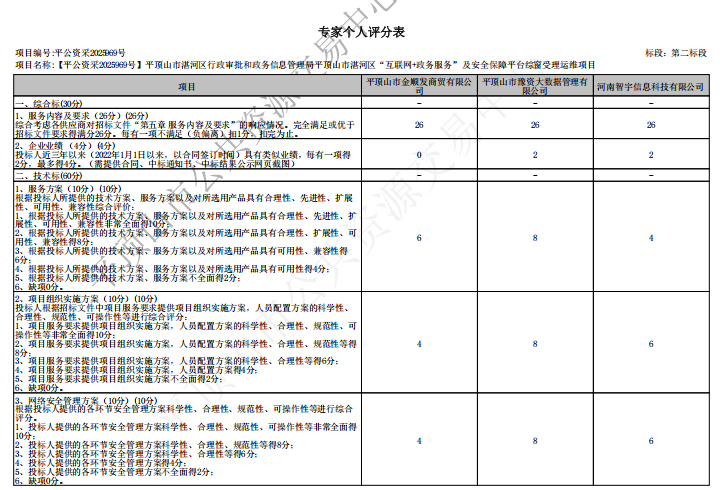 专家个人评分表
项目编号:平公资采2025969号 标段: 第二标段
项目名称:【平公资采2025969号】平顶山市湛河区行政审批和政务信息管理局平顶山市湛河区“互联网+政务服务”及安全保障平台综窗受理运维项目
项目 平顶山市金顺发商贸有限公司 平顶山市豫资大数据管理有限公司 河南智宇信息科技有限公司
一、综合标(30分) - - -
1、服务内容及要求（26分）(26分)
综合考虑各供应商对招标文件“第五章 服务内容及要求”的响应情况。完全满足或优于
招标文件要求得满分26分。每有一项不满足（负偏离）扣1分，扣完为止。
26 26 26
2、企业业绩 （4分）(4分)
投标人近三年以来（2022年1月1日以来，以合同签订时间）具有类似业绩，每有一项得
2分，最多得4分。（需提供合同、中标通知书、中标结果公示网页截图）
0 2 2
二、技术标(60分) - - -
1、服务方案（10分）(10分)
根据投标人所提供的技术方案、服务方案以及对所选用产品具有合理性、先进性、扩展
性、可用性、兼容性综合评价:
1、根据投标人所提供的技术方案、服务方案以及对所选用产品具有合理性、先进性、扩
展性、可用性、兼容性非常全面得10分;
2、根据投标人所提供的技术方案、服务方案以及对所选用产品具有合理性、扩展性、可
用性、兼容性得8分;
3、根据投标人所提供的技术方案、服务方案以及对所选用产品具有可用性、兼容性得
6分;
4、根据投标人所提供的技术方案、服务方案以及对所选用产品具有可用性得4分;
5、根据投标人所提供的技术方案、服务方案不全面得2分;
6、缺项0分。
6 8 4
2、项目组织实施方案（10分）(10分)
投标人根据招标文件中项目服务要求提供项目组织实施方案，人员配置方案的科学性、
合理性、规范性、可操作性等进行综合评分:
1、项目服务要求提供项目组织实施方案，人员配置方案的科学性、合理性、规范性、可
操作性等非常全面得10分;
2、项目服务要求提供项目组织实施方案，人员配置方案的科学性、合理性、规范性等得
8分;
3、项目服务要求提供项目组织实施方案，人员配置方案的科学性、合理性等得6分;
4、项目服务要求提供项目组织实施方案，人员配置方案得4分;
5、项目服务要求提供项目组织实施方案不全面得2分;
6、缺项0分。
4 8 6
3、网络安全管理方案（10分）(10分)
根据投标人提供的各环节安全管理方案科学性、合理性、规范性、可操作性等进行综合
评分。
1、投标人提供的各环节安全管理方案科学性、合理性、规范性、可操作性等非常全面得
10分;
2、投标人提供的各环节安全管理方案科学性、合理性、规范性等得8分;
3、投标人提供的各环节安全管理方案科学性、合理性等得6分;
4、投标人提供的各环节安全管理方案得4分;
5、投标人提供的各环节安全管理方案不全面得2分;
6、缺项0分。
4 8 6
平顶山市公共资源交易中心